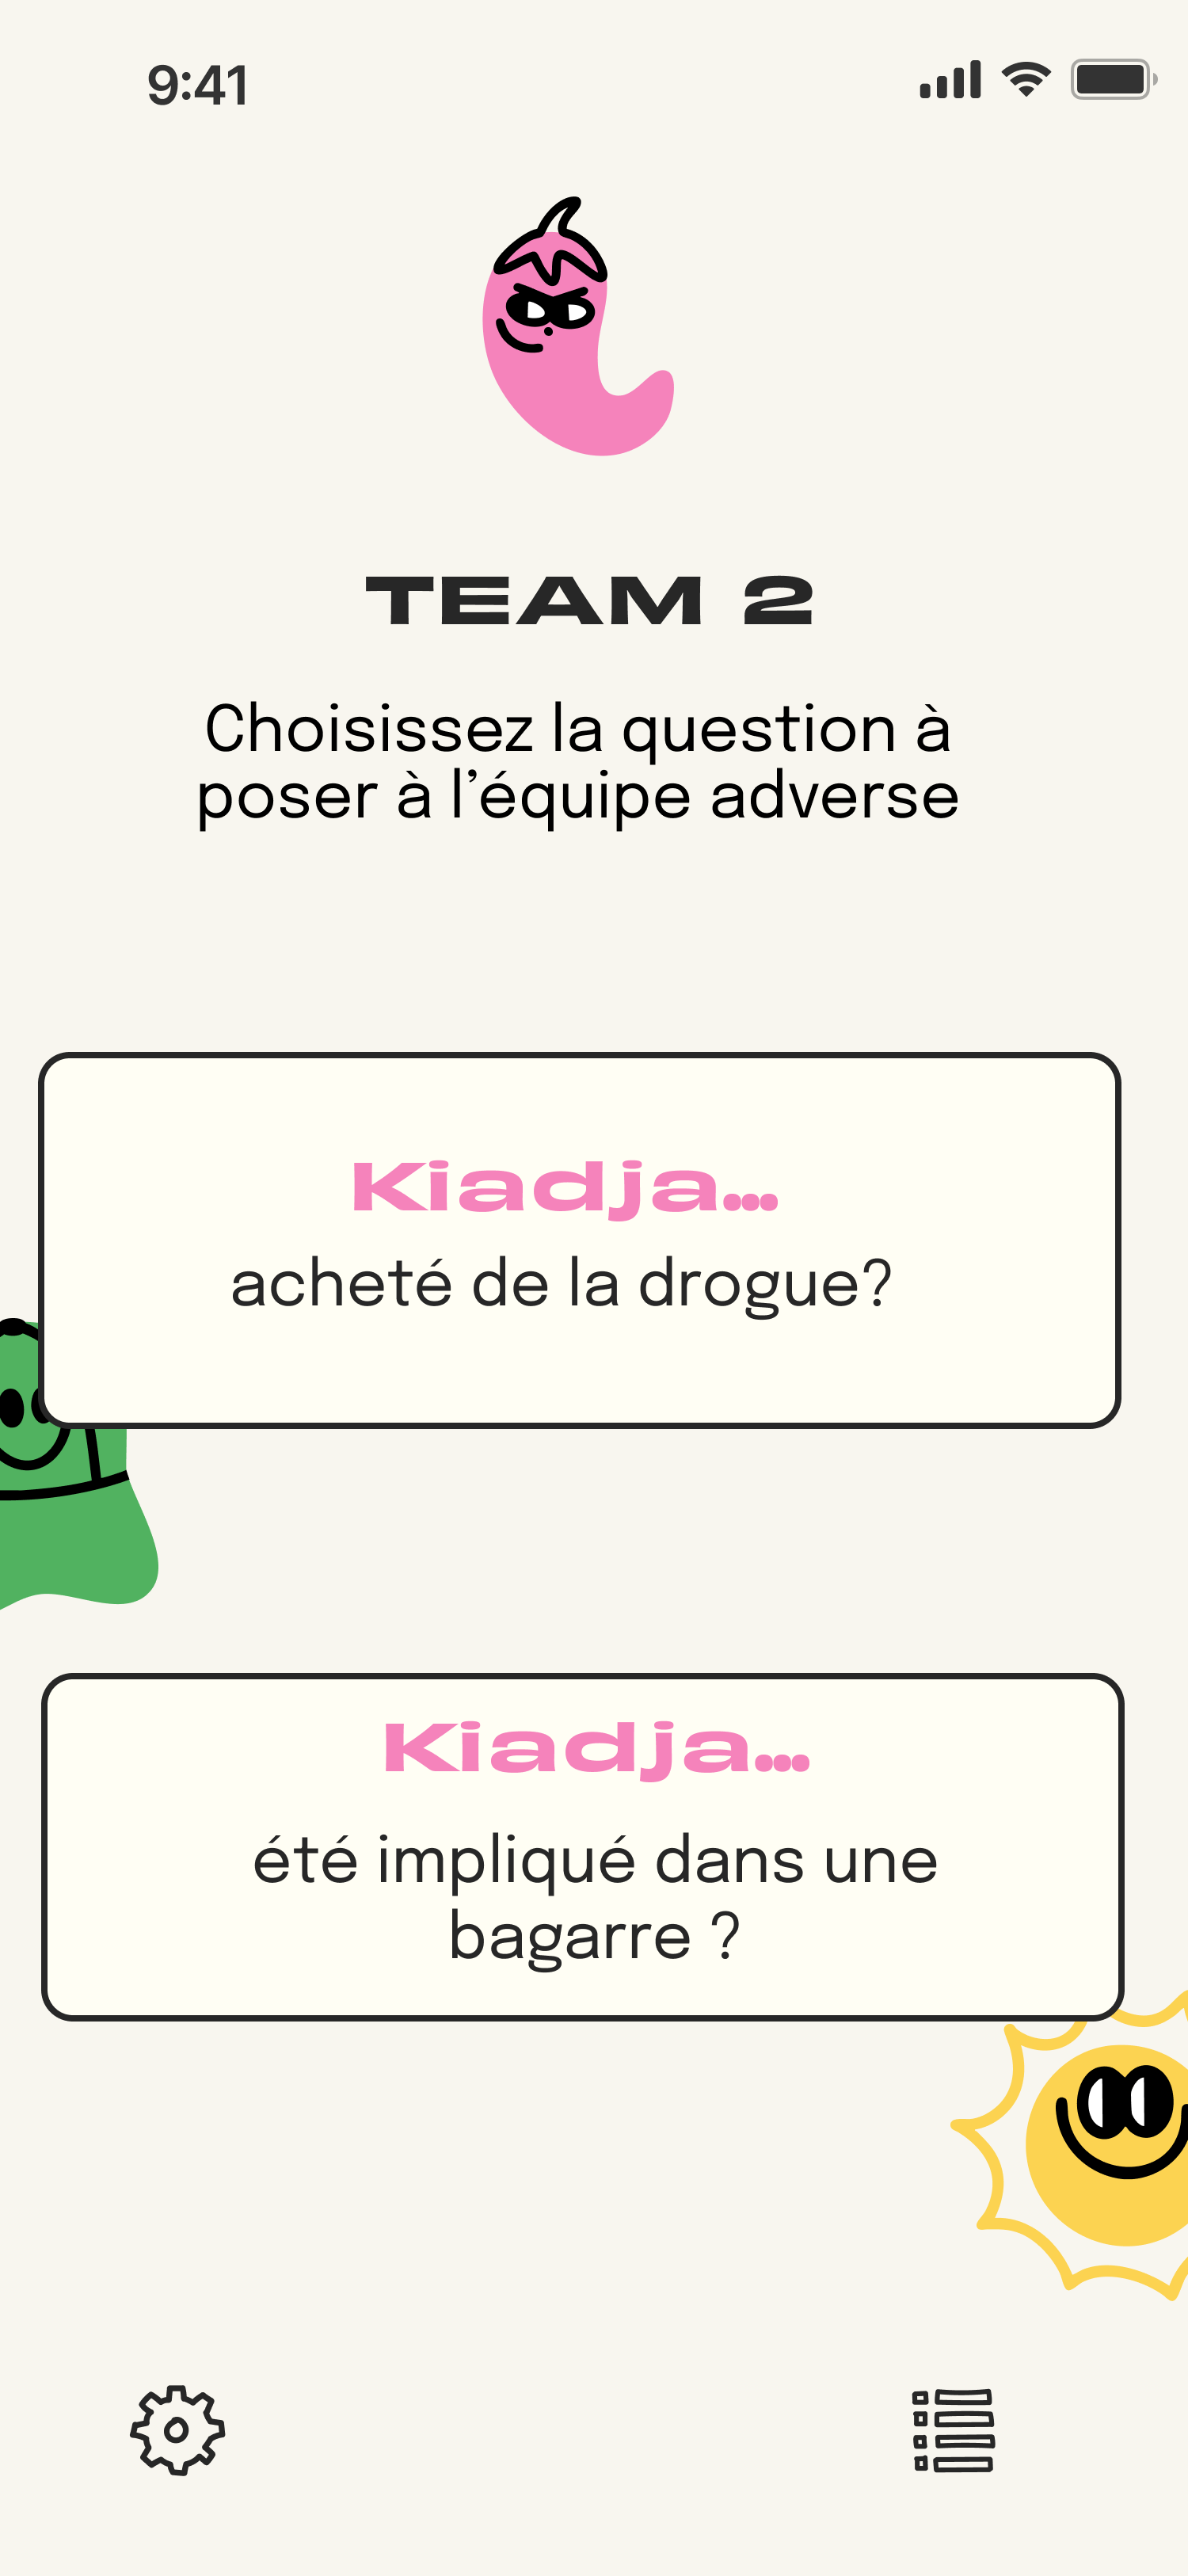 9:41
TEAM 2
Choisissez la question à
poser à l’équipe adverse
Kiadja...
acheté de la drogue?
Kiadja...
été impliqué dans une
bagarre ?